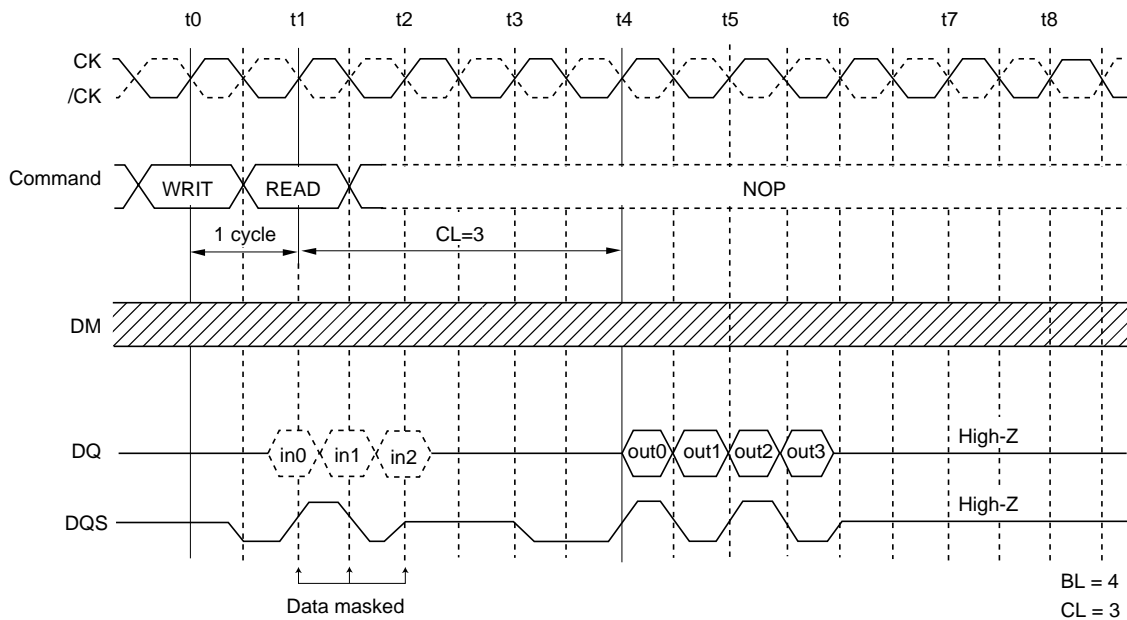 t0 t1 t2 t3 t4 t5 t6 t7 t8
CK
/CK
Command WRIT READ NOP
1 cycle CL=3
DM
DQ in0 in1 in2 out0 out1 out2 out3 High-Z
DQS High-Z
Data masked
BL = 4
CL = 3